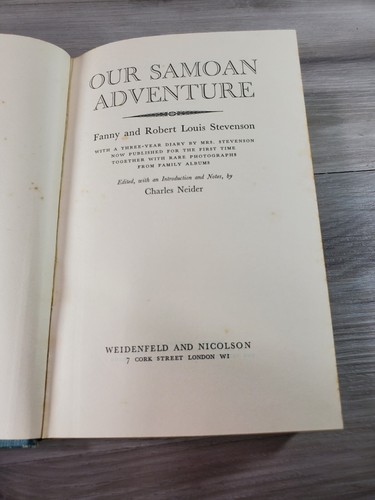 OUR SAMOAN
ADVENTURE
Fanny and Robert Louis Stevenson
WITH A THREE-YEAR DIARY BY MRS. STEVENSON
NOW PUBLISHED FOR THE FIRST TIME
TOGETHER WITH RARE PHOTOGRAPHS
FROM FAMILY ALBUMS
Edited, with an Introduction and Notes, by
Charles Neider
WEIDENFELD AND NICOLSON
7 CORK STREET LONDON W1